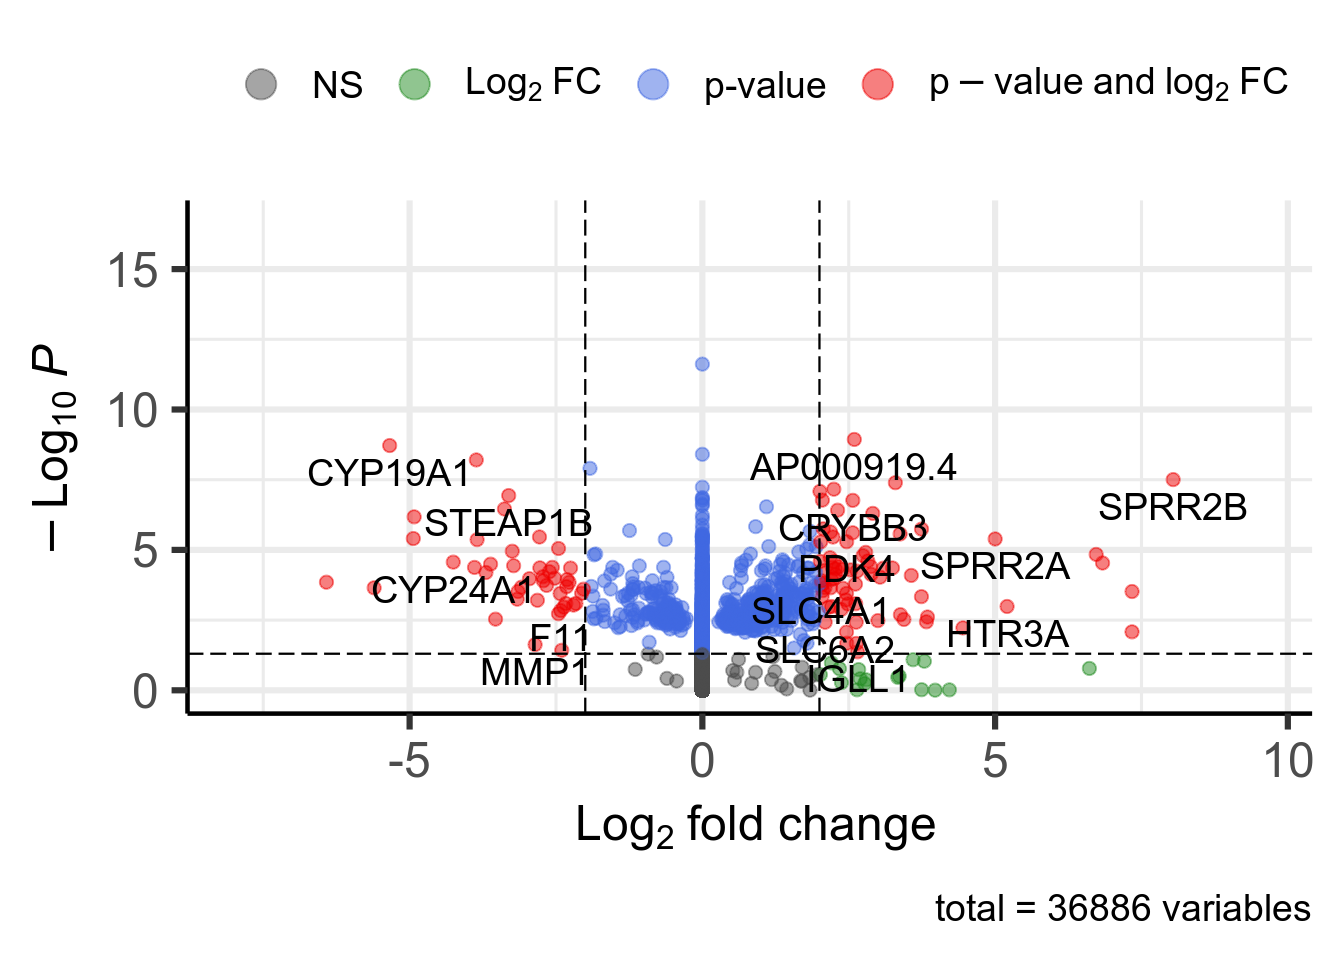 NS Log₂ FC p-value p − value and log₂ FC
− Log₁₀ P
15
10
5
0
CYP19A1
AP000919.4
SPRR2B
STEAP1B
CRYBB3
SPRR2A
PDK4
CYP24A1
SLC4A1
F11
HTR3A
SLC6A2
MMP1
IGLL1
-5 0 5 10
Log₂ fold change
total = 36886 variables